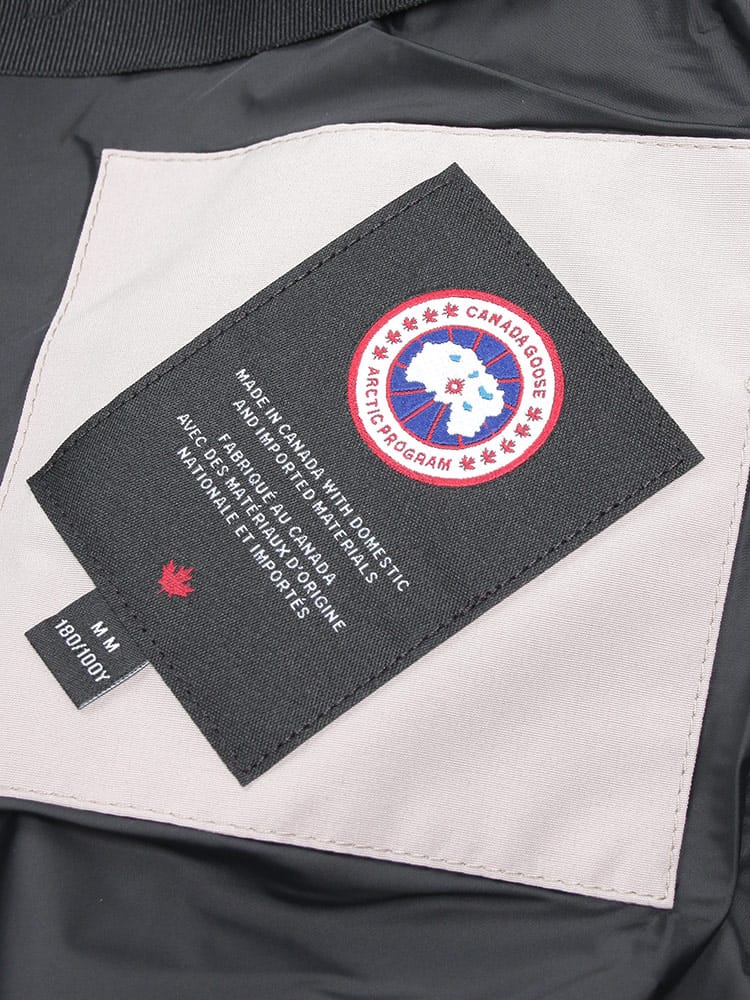 CANADA GOOSE
ARCTIC PROGRAM
MADE IN CANADA WITH DOMESTIC
AND IMPORTED MATERIALS
FABRIQUÉ AU CANADA
AVEC DES MATÉRIAUX D'ORIGINE
NATIONALE ET IMPORTÉS
M M
180/100Y